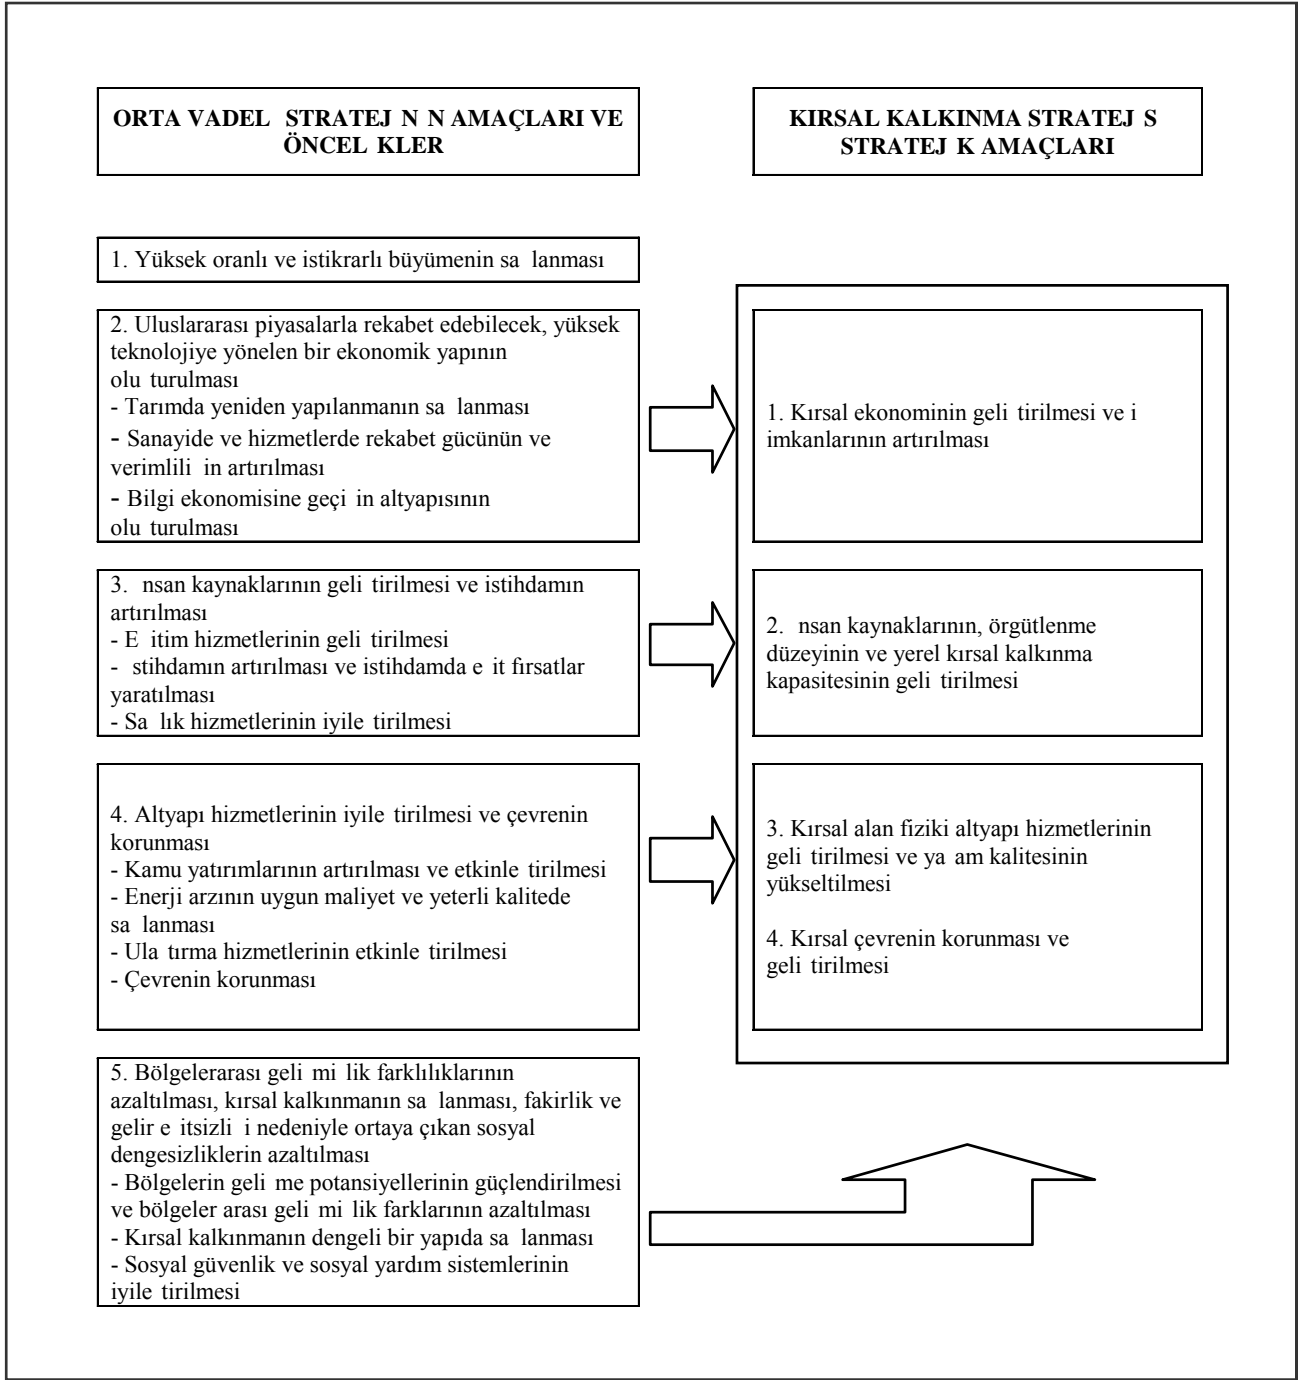 ORTA VADEL STRATEJ N N AMAÇLARI VE
ÖNCEL KLER
KIRSAL KALKINMA STRATEJ S
STRATEJ K AMAÇLARI
1. Yüksek oranlı ve istikrarlı büyümenin sa lanması
2. Uluslararası piyasalarla rekabet edebilecek, yüksek
teknolojiye yönelen bir ekonomik yapının
olu turulması
- Tarımda yeniden yapılanmanın sa lanması
- Sanayide ve hizmetlerde rekabet gücünün ve
verimlili in artırılması
- Bilgi ekonomisine geçi in altyapısının
olu turulması
1. Kırsal ekonominin geli tirilmesi ve i
imkanlarının artırılması
3. nsan kaynaklarının geli tirilmesi ve istihdamın
artırılması
- E itim hizmetlerinin geli tirilmesi
- stihdamın artırılması ve istihdamda e it fırsatlar
yaratılması
- Sa lık hizmetlerinin iyile tirilmesi
2. nsan kaynaklarının, örgütlenme
düzeyinin ve yerel kırsal kalkınma
kapasitesinin geli tirilmesi
4. Altyapı hizmetlerinin iyile tirilmesi ve çevrenin
korunması
- Kamu yatırımlarının artırılması ve etkinle tirilmesi
- Enerji arzının uygun maliyet ve yeterli kalitede
sa lanması
- Ula tırma hizmetlerinin etkinle tirilmesi
- Çevrenin korunması
3. Kırsal alan fiziki altyapı hizmetlerinin
geli tirilmesi ve ya am kalitesinin
yükseltilmesi
4. Kırsal çevrenin korunması ve
geli tirilmesi
5. Bölgelerarası geli mi lik farklılıklarının
azaltılması, kırsal kalkınmanın sa lanması, fakirlik ve
gelir e itsizli i nedeniyle ortaya çıkan sosyal
dengesizliklerin azaltılması
- Bölgelerin geli me potansiyellerinin güçlendirilmesi
ve bölgeler arası geli mi lik farklarının azaltılması
- Kırsal kalkınmanın dengeli bir yapıda sa lanması
- Sosyal güvenlik ve sosyal yardım sistemlerinin
iyile tirilmesi